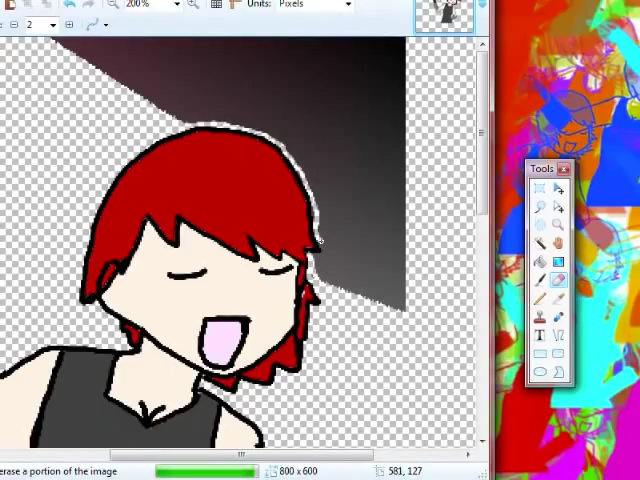 200%
Units: Pixels
2
Tools
T
erase a portion of the image
800 x 600
581, 127